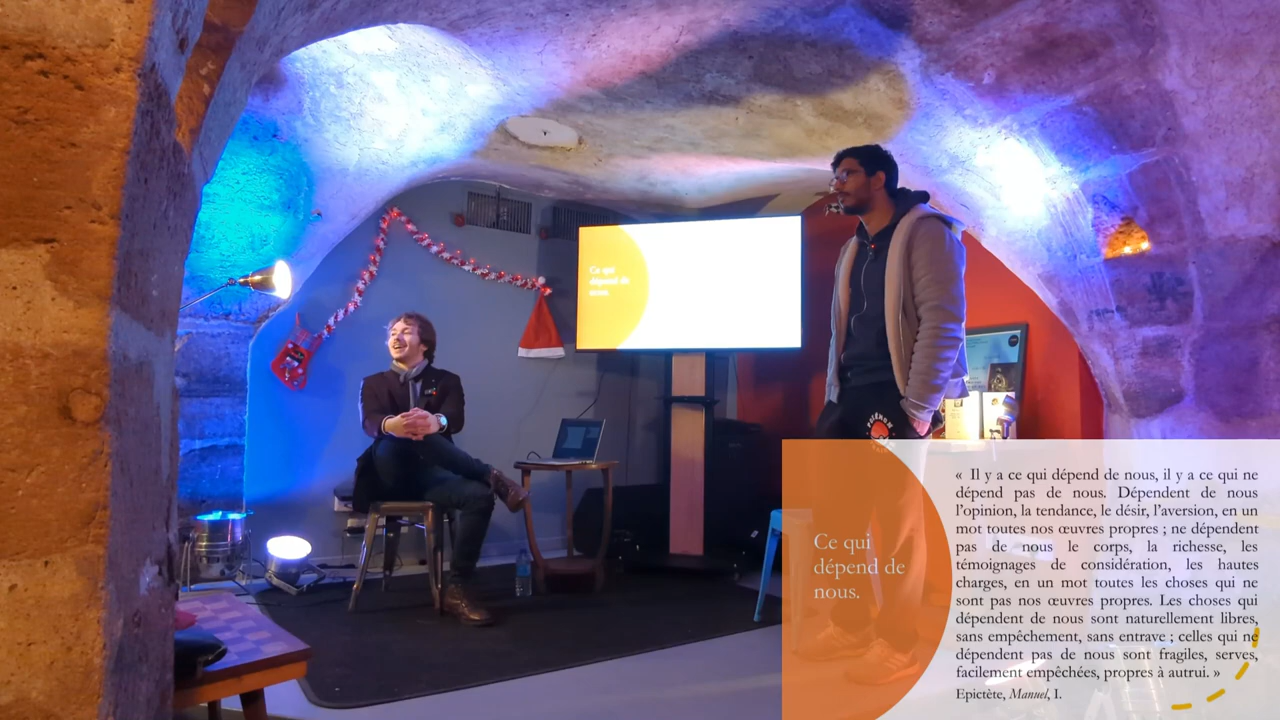 Ce qui
dépend de
nous.
Ce qui
dépend de
nous.
« Il y a ce qui dépend de nous, il y a ce qui ne
dépend pas de nous. Dépendent de nous
l’opinion, la tendance, le désir, l’aversion, en un
mot toutes nos œuvres propres ; ne dépendent
pas de nous le corps, la richesse, les
témoignages de considération, les hautes
charges, en un mot toutes les choses qui ne
sont pas nos œuvres propres. Les choses qui
dépendent de nous sont naturellement libres,
sans empêchement, sans entrave ; celles qui ne
dépendent pas de nous sont fragiles, serves,
facilement empêchées, propres à autrui. »
Epictète, Manuel, I.